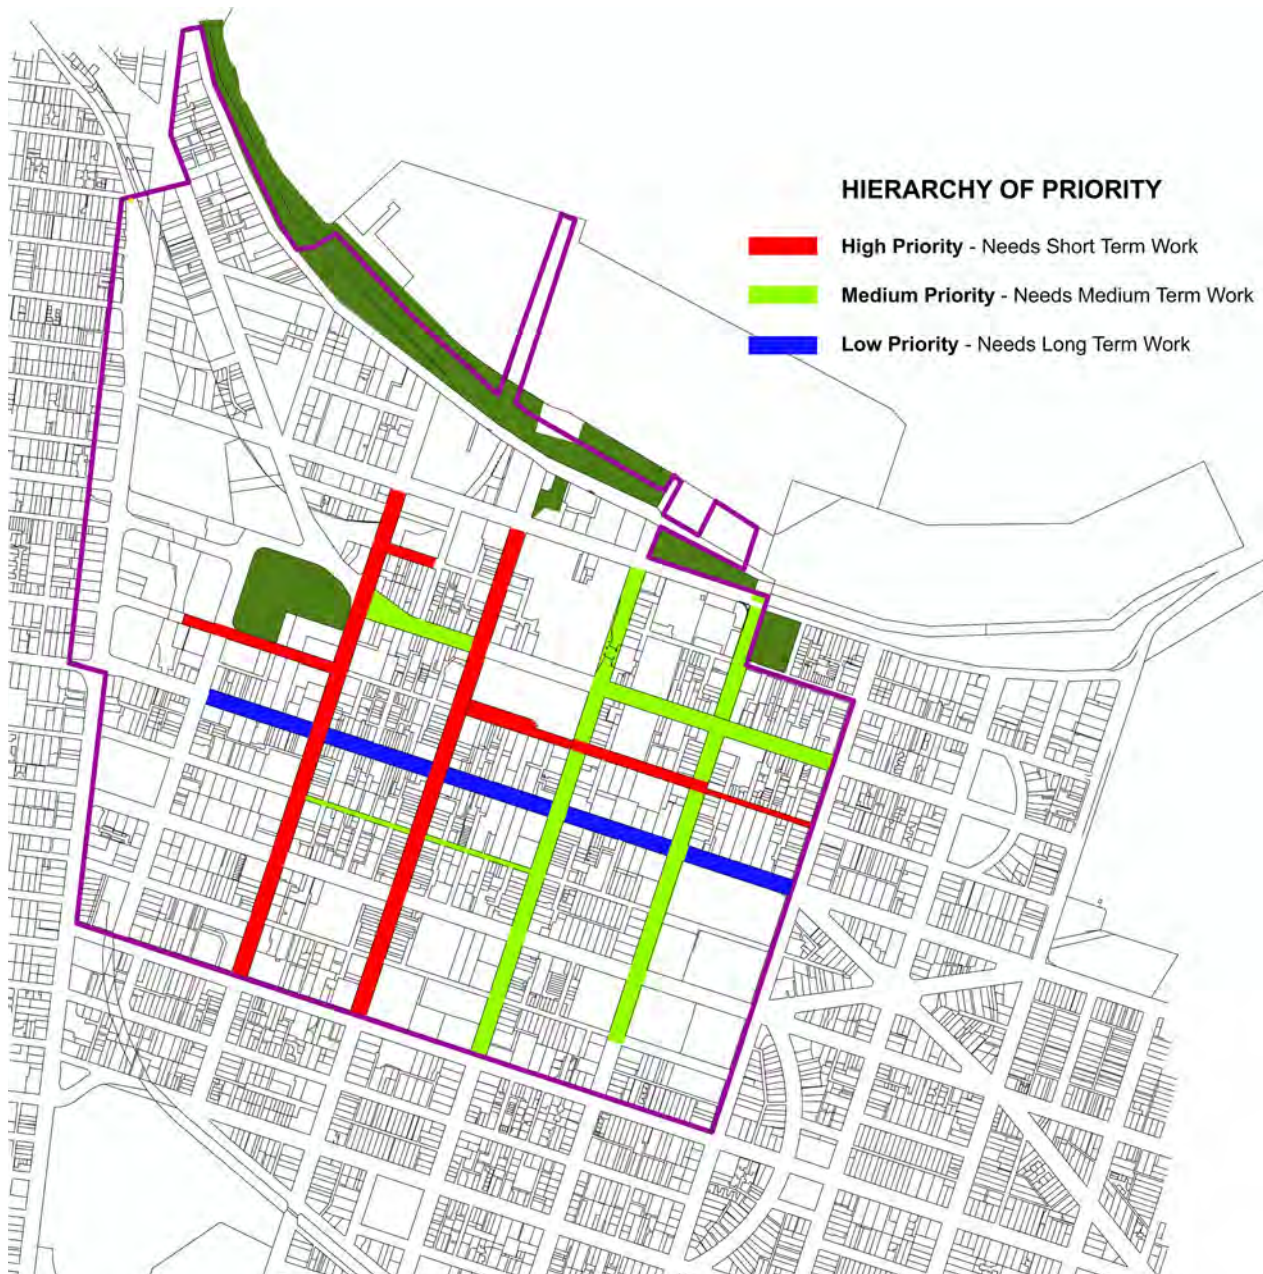 HIERARCHY OF PRIORITY
High Priority - Needs Short Term Work
Medium Priority - Needs Medium Term Work
Low Priority - Needs Long Term Work